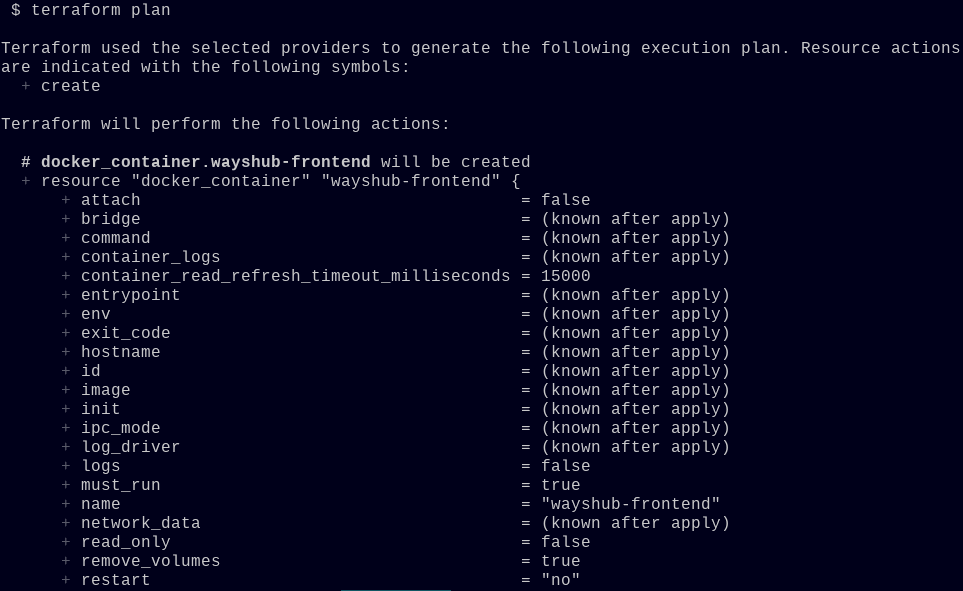 $ terraform plan
Terraform used the selected providers to generate the following execution plan. Resource actions
are indicated with the following symbols:
  + create
Terraform will perform the following actions:
  # docker_container.wayshub-frontend will be created
  + resource "docker_container" "wayshub-frontend" {
      + attach                                      = false
      + bridge                                      = (known after apply)
      + command                                     = (known after apply)
      + container_logs                              = (known after apply)
      + container_read_refresh_timeout_milliseconds = 15000
      + entrypoint                                  = (known after apply)
      + env                                         = (known after apply)
      + exit_code                                   = (known after apply)
      + hostname                                    = (known after apply)
      + id                                          = (known after apply)
      + image                                       = (known after apply)
      + init                                        = (known after apply)
      + ipc_mode                                    = (known after apply)
      + log_driver                                  = (known after apply)
      + logs                                        = false
      + must_run                                    = true
      + name                                        = "wayshub-frontend"
      + network_data                                = (known after apply)
      + read_only                                   = false
      + remove_volumes                              = true
      + restart                                     = "no"